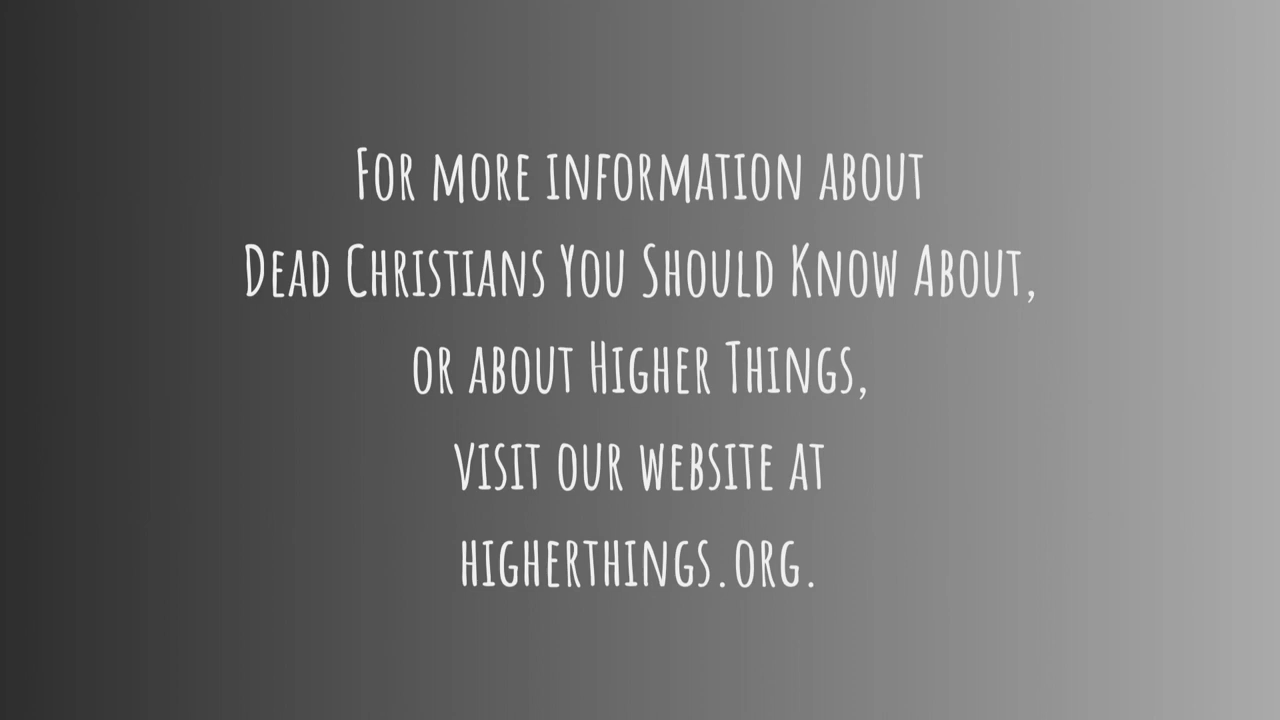 For more information about
Dead Christians You Should Know About,
or about Higher Things,
visit our website at
higherthings.org.